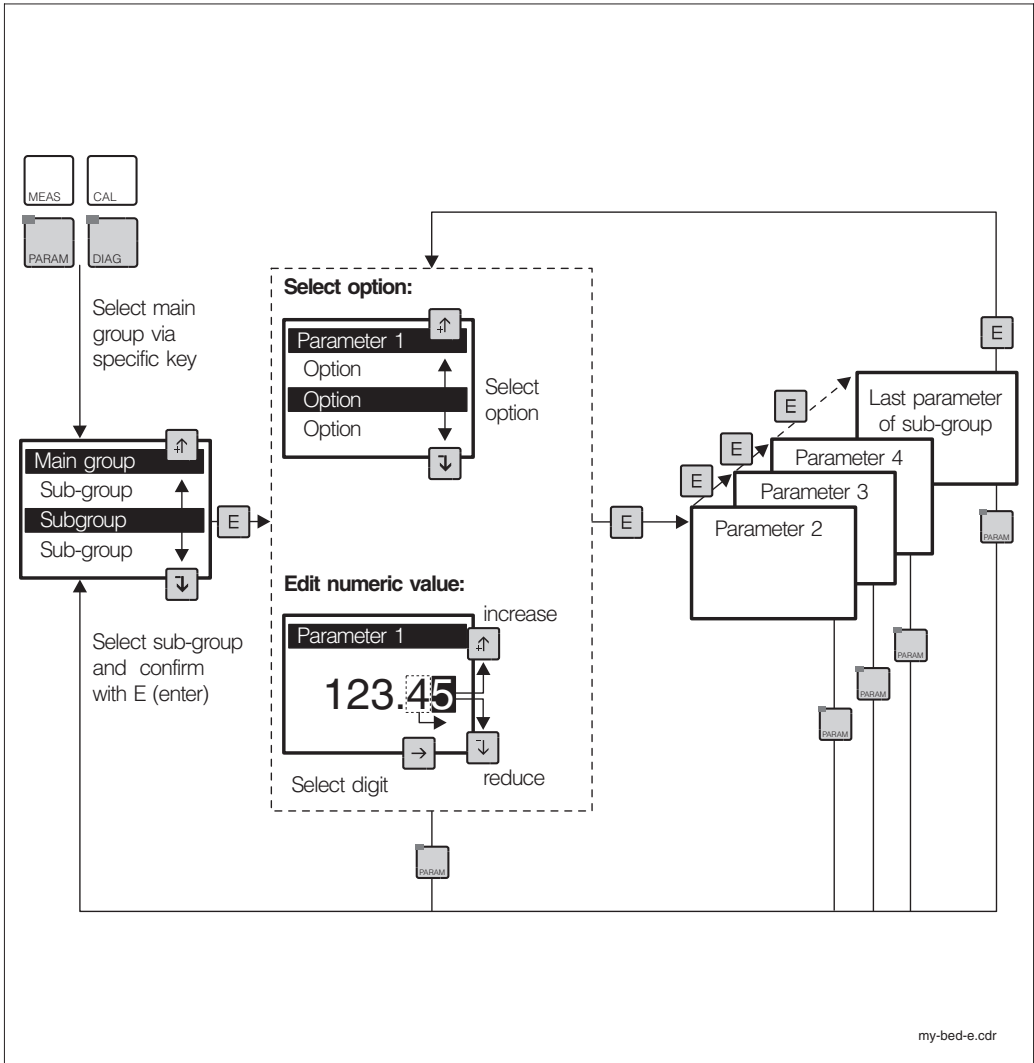 MEAS
CAL
PARAM
DIAG
Select main
group via
specific key
Main group
Sub-group
Subgroup
Sub-group
E
Select sub-group
and confirm
with E (enter)
Select option:
Parameter 1
Option
Option
Option
Select
option
Edit numeric value:
increase
Parameter 1
123.45
Select digit
reduce
PARAM
E
E
E
E
E
Last parameter
of sub-group
Parameter 4
Parameter 3
Parameter 2
PARAM
PARAM
PARAM
PARAM
my-bed-e.cdr